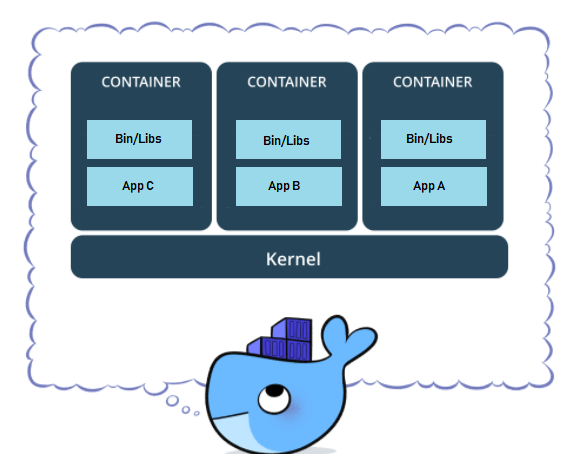 CONTAINER
Bin/Libs
App C
CONTAINER
Bin/Libs
App B
CONTAINER
Bin/Libs
App A
Kernel